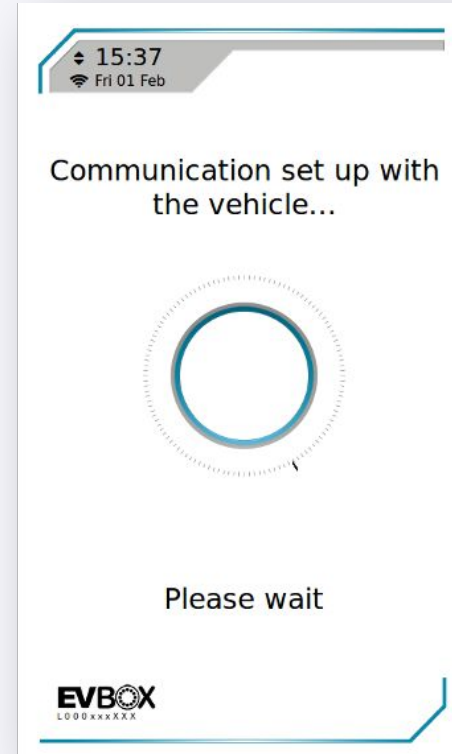 15:37
Fri 01 Feb
Communication set up with
the vehicle...
Please wait
EVBOX
L000xxxXXX